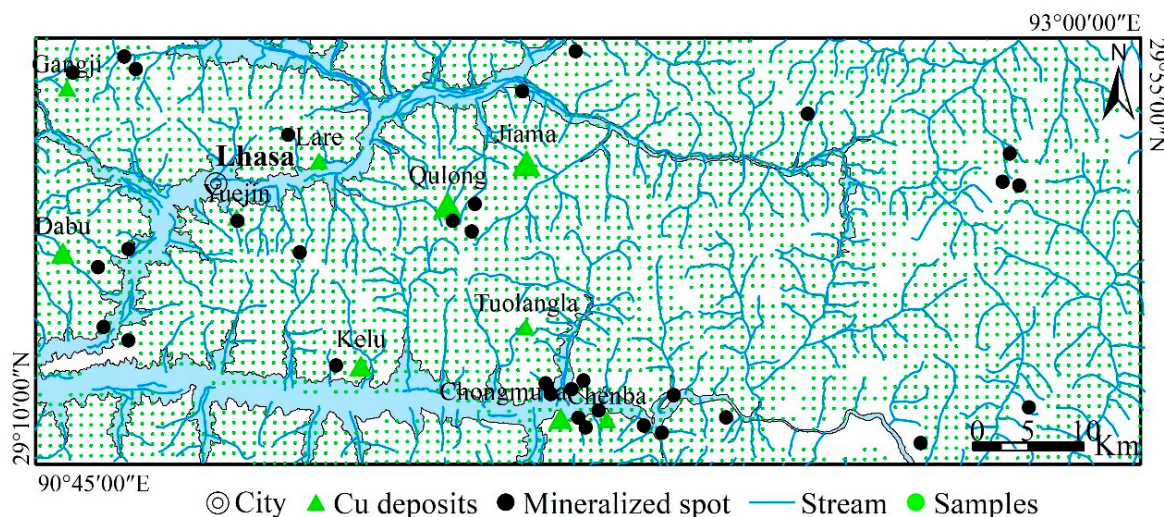 93°00′00″E
Gangji
N
29°55′00″N
Lare
Jiama
Lhasa
Qulong
Yuejin
Dabu
Tuolangla
Kelu
29°10′00″N
Chongmuda
Chenba
0 5 10 Km
90°45′00″E
City Cu deposits Mineralized spot Stream Samples